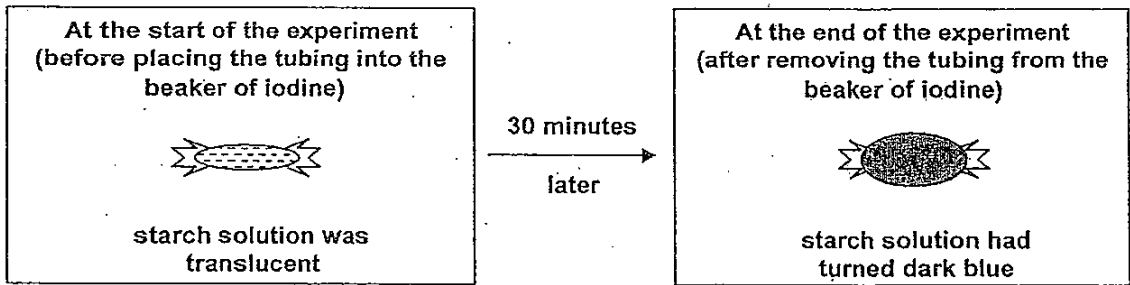 At the start of the experiment
(before placing the tubing into the
beaker of iodine)
starch solution was
translucent
30 minutes
later
At the end of the experiment
(after removing the tubing from the
beaker of iodine)
starch solution had
turned dark blue